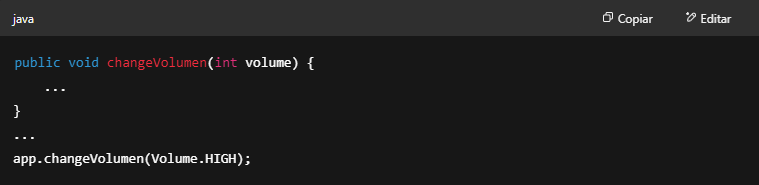 java
Copiar
Editar
public void changeVolumen(int volume) {
...
}
...
app.changeVolumen(Volume.HIGH);